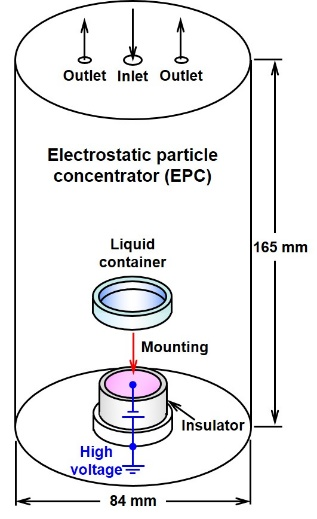 Outlet Inlet Outlet
Electrostatic particle
concentrator (EPC)
165 mm
Liquid
container
Mounting
Insulator
High
voltage
84 mm